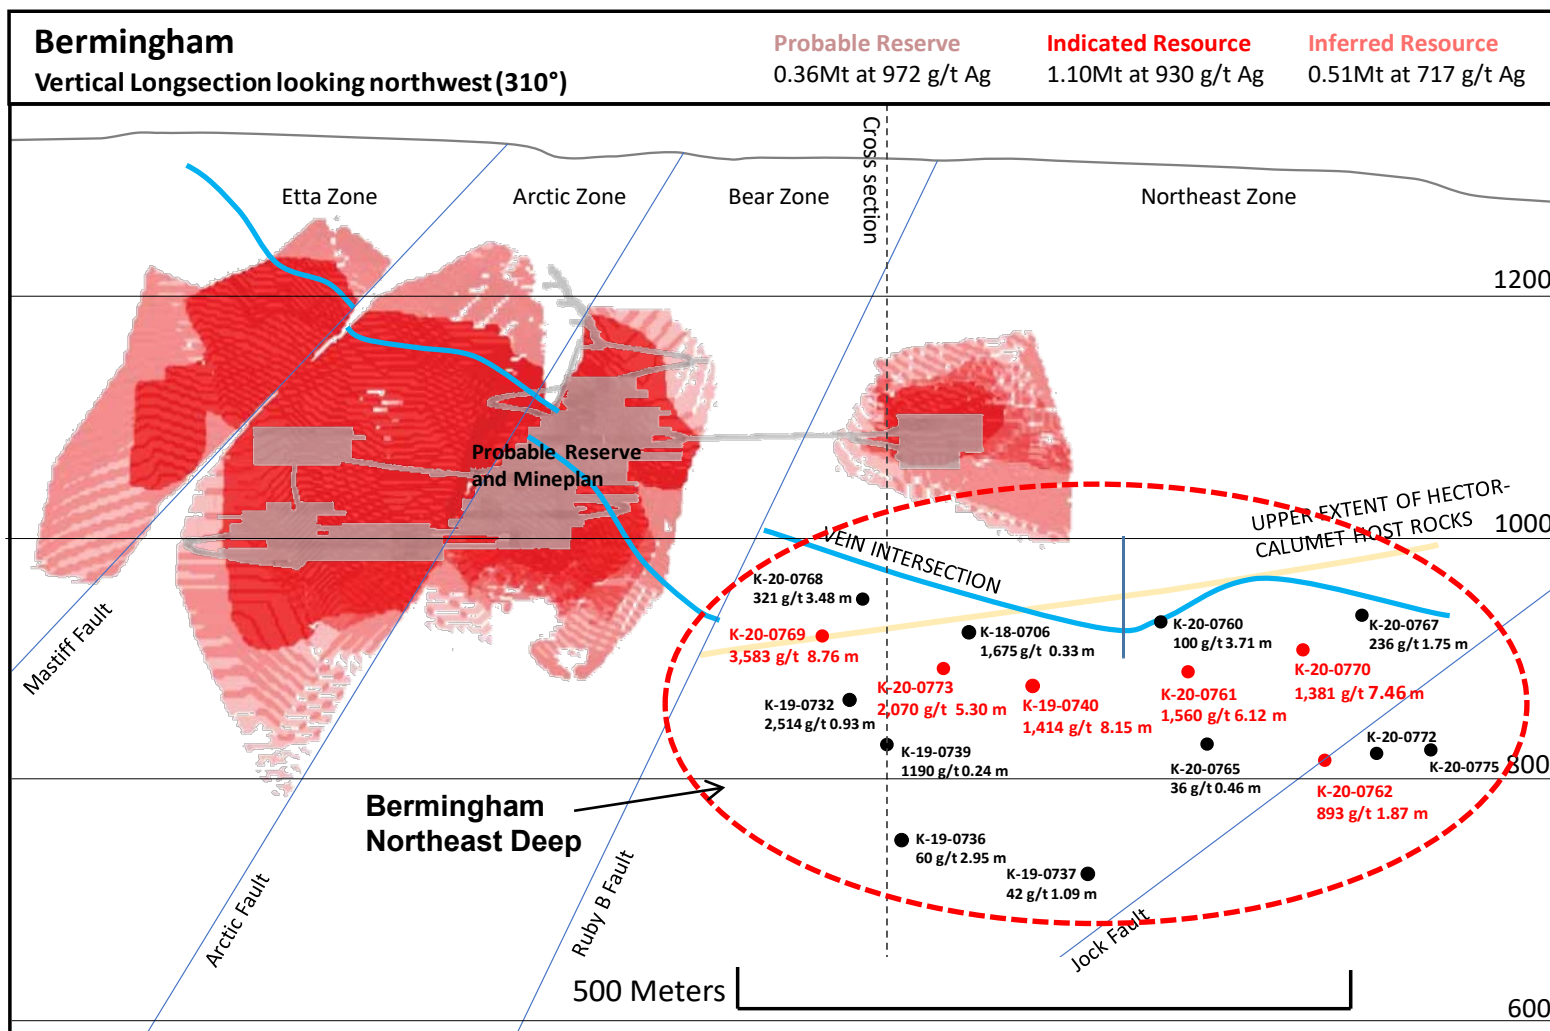 Bermingham
Vertical Longsection looking northwest (310°)
Probable Reserve
0.36Mt at 972 g/t Ag
Indicated Resource
1.10Mt at 930 g/t Ag
Inferred Resource
0.51Mt at 717 g/t Ag
Cross section
Etta Zone
Arctic Zone
Bear Zone
Northeast Zone
1200
Probable Reserve
and Mineplan
UPPER EXTENT OF HECTOR-
CALUMET HOST ROCKS
1000
VEIN INTERSECTION
K-20-0768
321 g/t 3.48 m
K-20-0769
3,583 g/t 8.76 m
K-18-0706
1,675 g/t 0.33 m
K-20-0760
100 g/t 3.71 m
K-20-0767
236 g/t 1.75 m
K-20-0773
2,070 g/t 5.30 m
K-19-0740
1,414 g/t 8.15 m
K-20-0761
1,560 g/t 6.12 m
K-20-0770
1,381 g/t 7.46 m
K-19-0732
2,514 g/t 0.93 m
K-19-0739
1190 g/t 0.24 m
K-20-0765
36 g/t 0.46 m
K-20-0772
K-20-0775
800
K-20-0762
893 g/t 1.87 m
Bermingham
Northeast Deep
K-19-0736
60 g/t 2.95 m
K-19-0737
42 g/t 1.09 m
Mastiff Fault
Arctic Fault
Ruby B Fault
Jock Fault
500 Meters
600